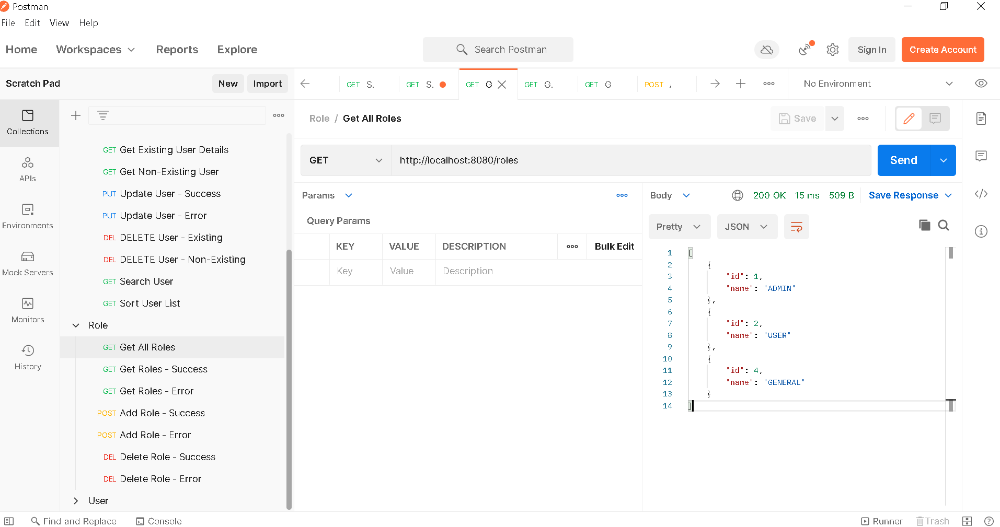 Postman
File Edit View Help
Home Workspaces Reports Explore Search Postman Sign In Create Account
Scratch Pad New Import
GET S. GET S. GET G GET G. GET G POST No Environment
Collections
APIs
Environments
Mock Servers
Monitors
History
GET Get Existing User Details
GET Get Non-Existing User
PUT Update User - Success
PUT Update User - Error
DEL DELETE User - Existing
DEL DELETE User - Non-Existing
GET Search User
GET Sort User List
Role
GET Get All Roles
GET Get Roles - Success
GET Get Roles - Error
POST Add Role - Success
POST Add Role - Error
DEL Delete Role - Success
DEL Delete Role - Error
User
Role / Get All Roles Save
GET http://localhost:8080/roles Send
Params
Query Params
KEY VALUE DESCRIPTION Bulk Edit
Key Value Description
Body 200 OK 15 ms 509 B Save Response
Pretty JSON
1 [
2 {
3 "id": 1,
4 "name": "ADMIN"
5 },
6 {
7 "id": 2,
8 "name": "USER"
9 },
10 {
11 "id": 4,
12 "name": "GENERAL"
13 }
14 ]
Find and Replace Console Runner Trash